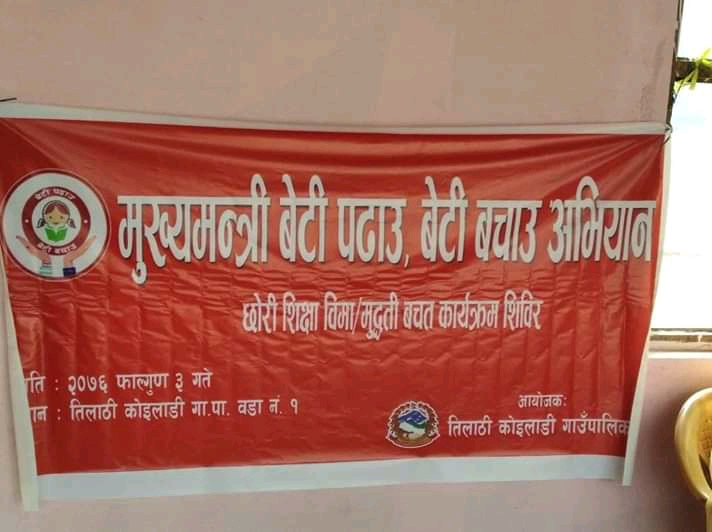 बेटी पढाउ
बेटी बचाउ
मुख्यमन्त्री बेटी पढाउ, बेटी बचाउ अभियान
छोरी शिक्षा विमा/मुद्दती बचत कार्यक्रम शिविर
ति : २०७६ फाल्गुण ३ गते
ान : तिलाठी कोइलाडी गा.पा. वडा नं. १
आयोजकः
तिलाठी कोइलाडी गाउँपालिक